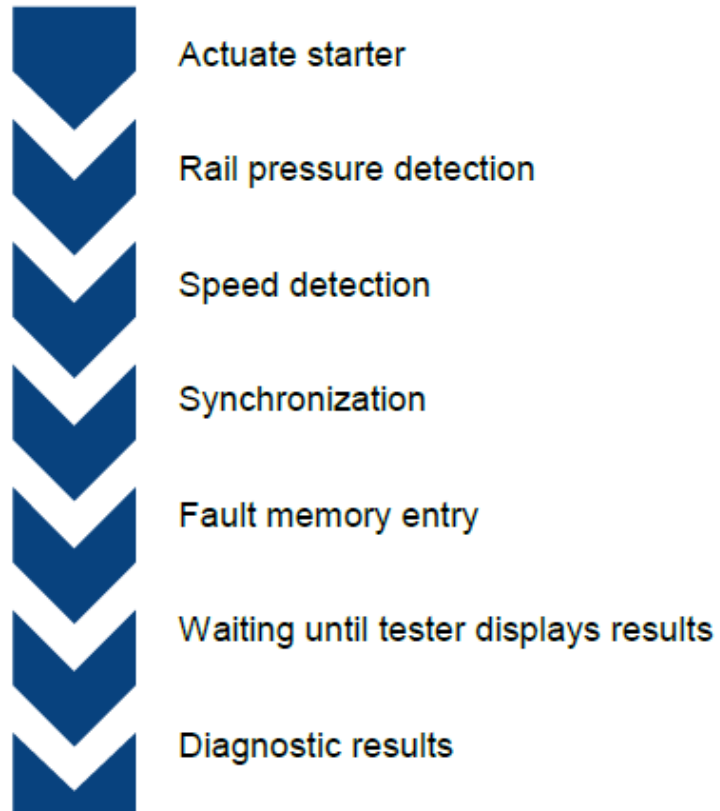 Actuate starter
Rail pressure detection
Speed detection
Synchronization
Fault memory entry
Waiting until tester displays results
Diagnostic results